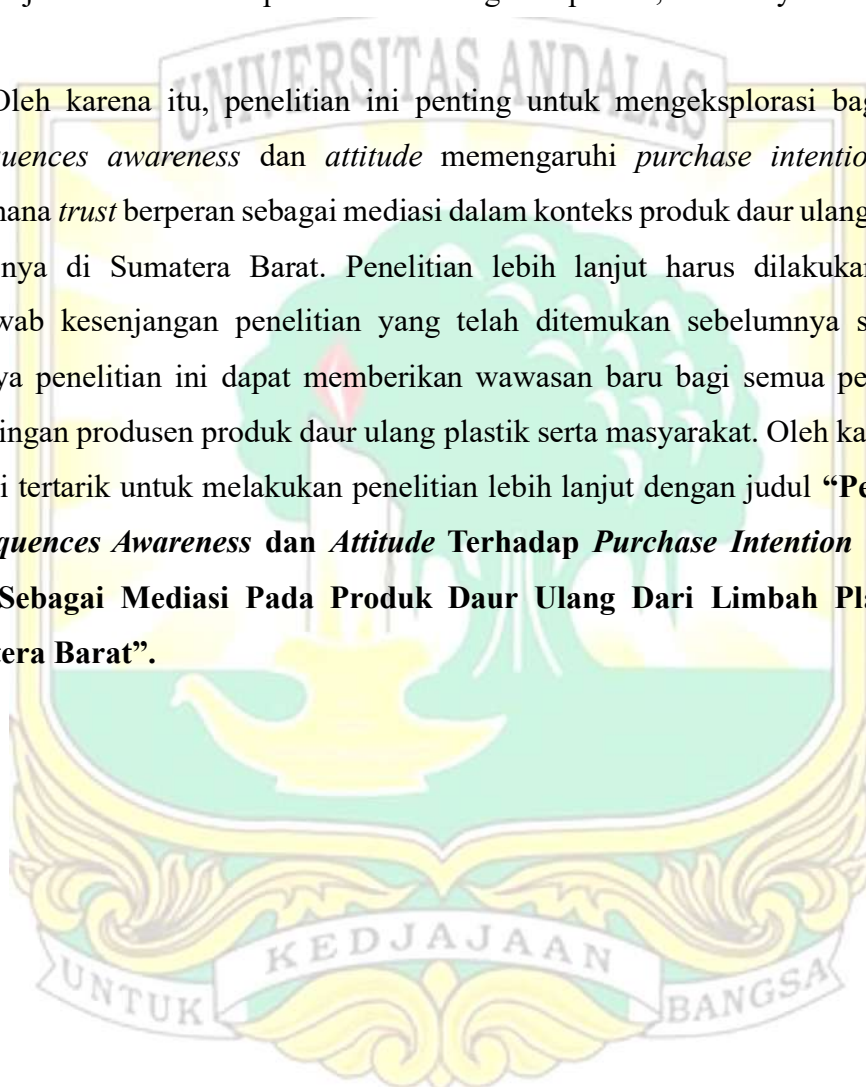 UNIVERSITAS ANDALAS
Oleh karena itu, penelitian ini penting untuk mengeksplorasi bag
quences awareness dan attitude memengaruhi purchase intentio
mana trust berperan sebagai mediasi dalam konteks produk daur ulang
nya di Sumatera Barat. Penelitian lebih lanjut harus dilakukan
wab kesenjangan penelitian yang telah ditemukan sebelumnya s
ya penelitian ini dapat memberikan wawasan baru bagi semua pe
ingan produsen produk daur ulang plastik serta masyarakat. Oleh ka
i tertarik untuk melakukan penelitian lebih lanjut dengan judul “Pe
quences Awareness dan Attitude Terhadap Purchase Intention
Sebagai Mediasi Pada Produk Daur Ulang Dari Limbah Pla
tera Barat”.
KEDJAJAAN
UNTUK BANGSA